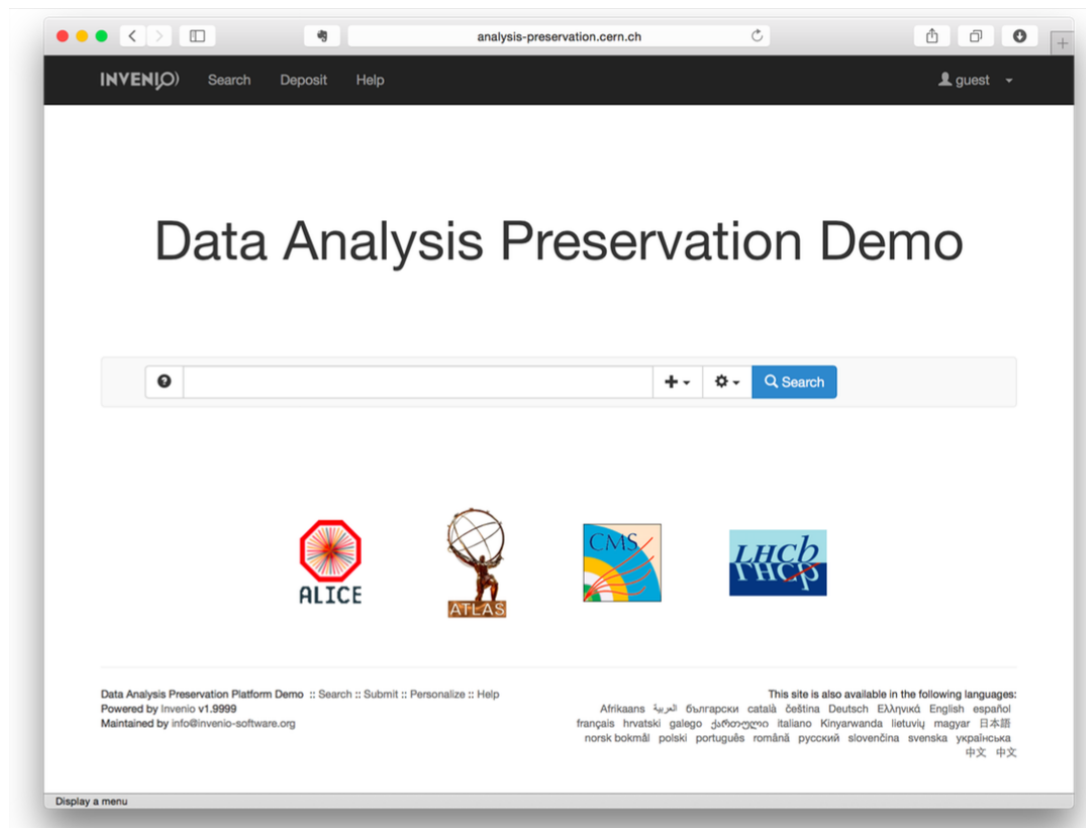 analysis-preservation.cern.ch
INVENIO Search Deposit Help guest
Data Analysis Preservation Demo
Search
ALICE
ATLAS
CMS
LHCb
LHCb
Data Analysis Preservation Platform Demo :: Search :: Submit :: Personalize :: Help
Powered by Invenio v1.9999
Maintained by info@invenio-software.org
This site is also available in the following languages:
Afrikaans العربية български català čeština Deutsch Ελληνικά English español
français hrvatski galego ქართული italiano Kinyarwanda lietuvių magyar 日本語
norsk bokmål polski português română русский slovenčina svenska українська
中文 中文
Display a menu